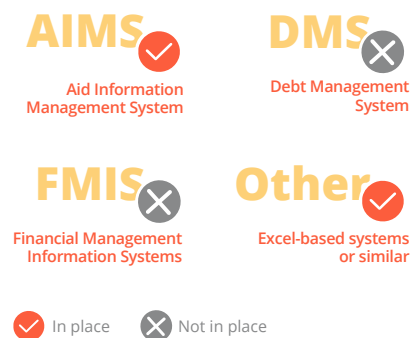 AIMS
Aid Information
Management System
DMS
Debt Management
System
FMIS
Financial Management
Information Systems
Other
Excel-based systems
or similar
In place
Not in place